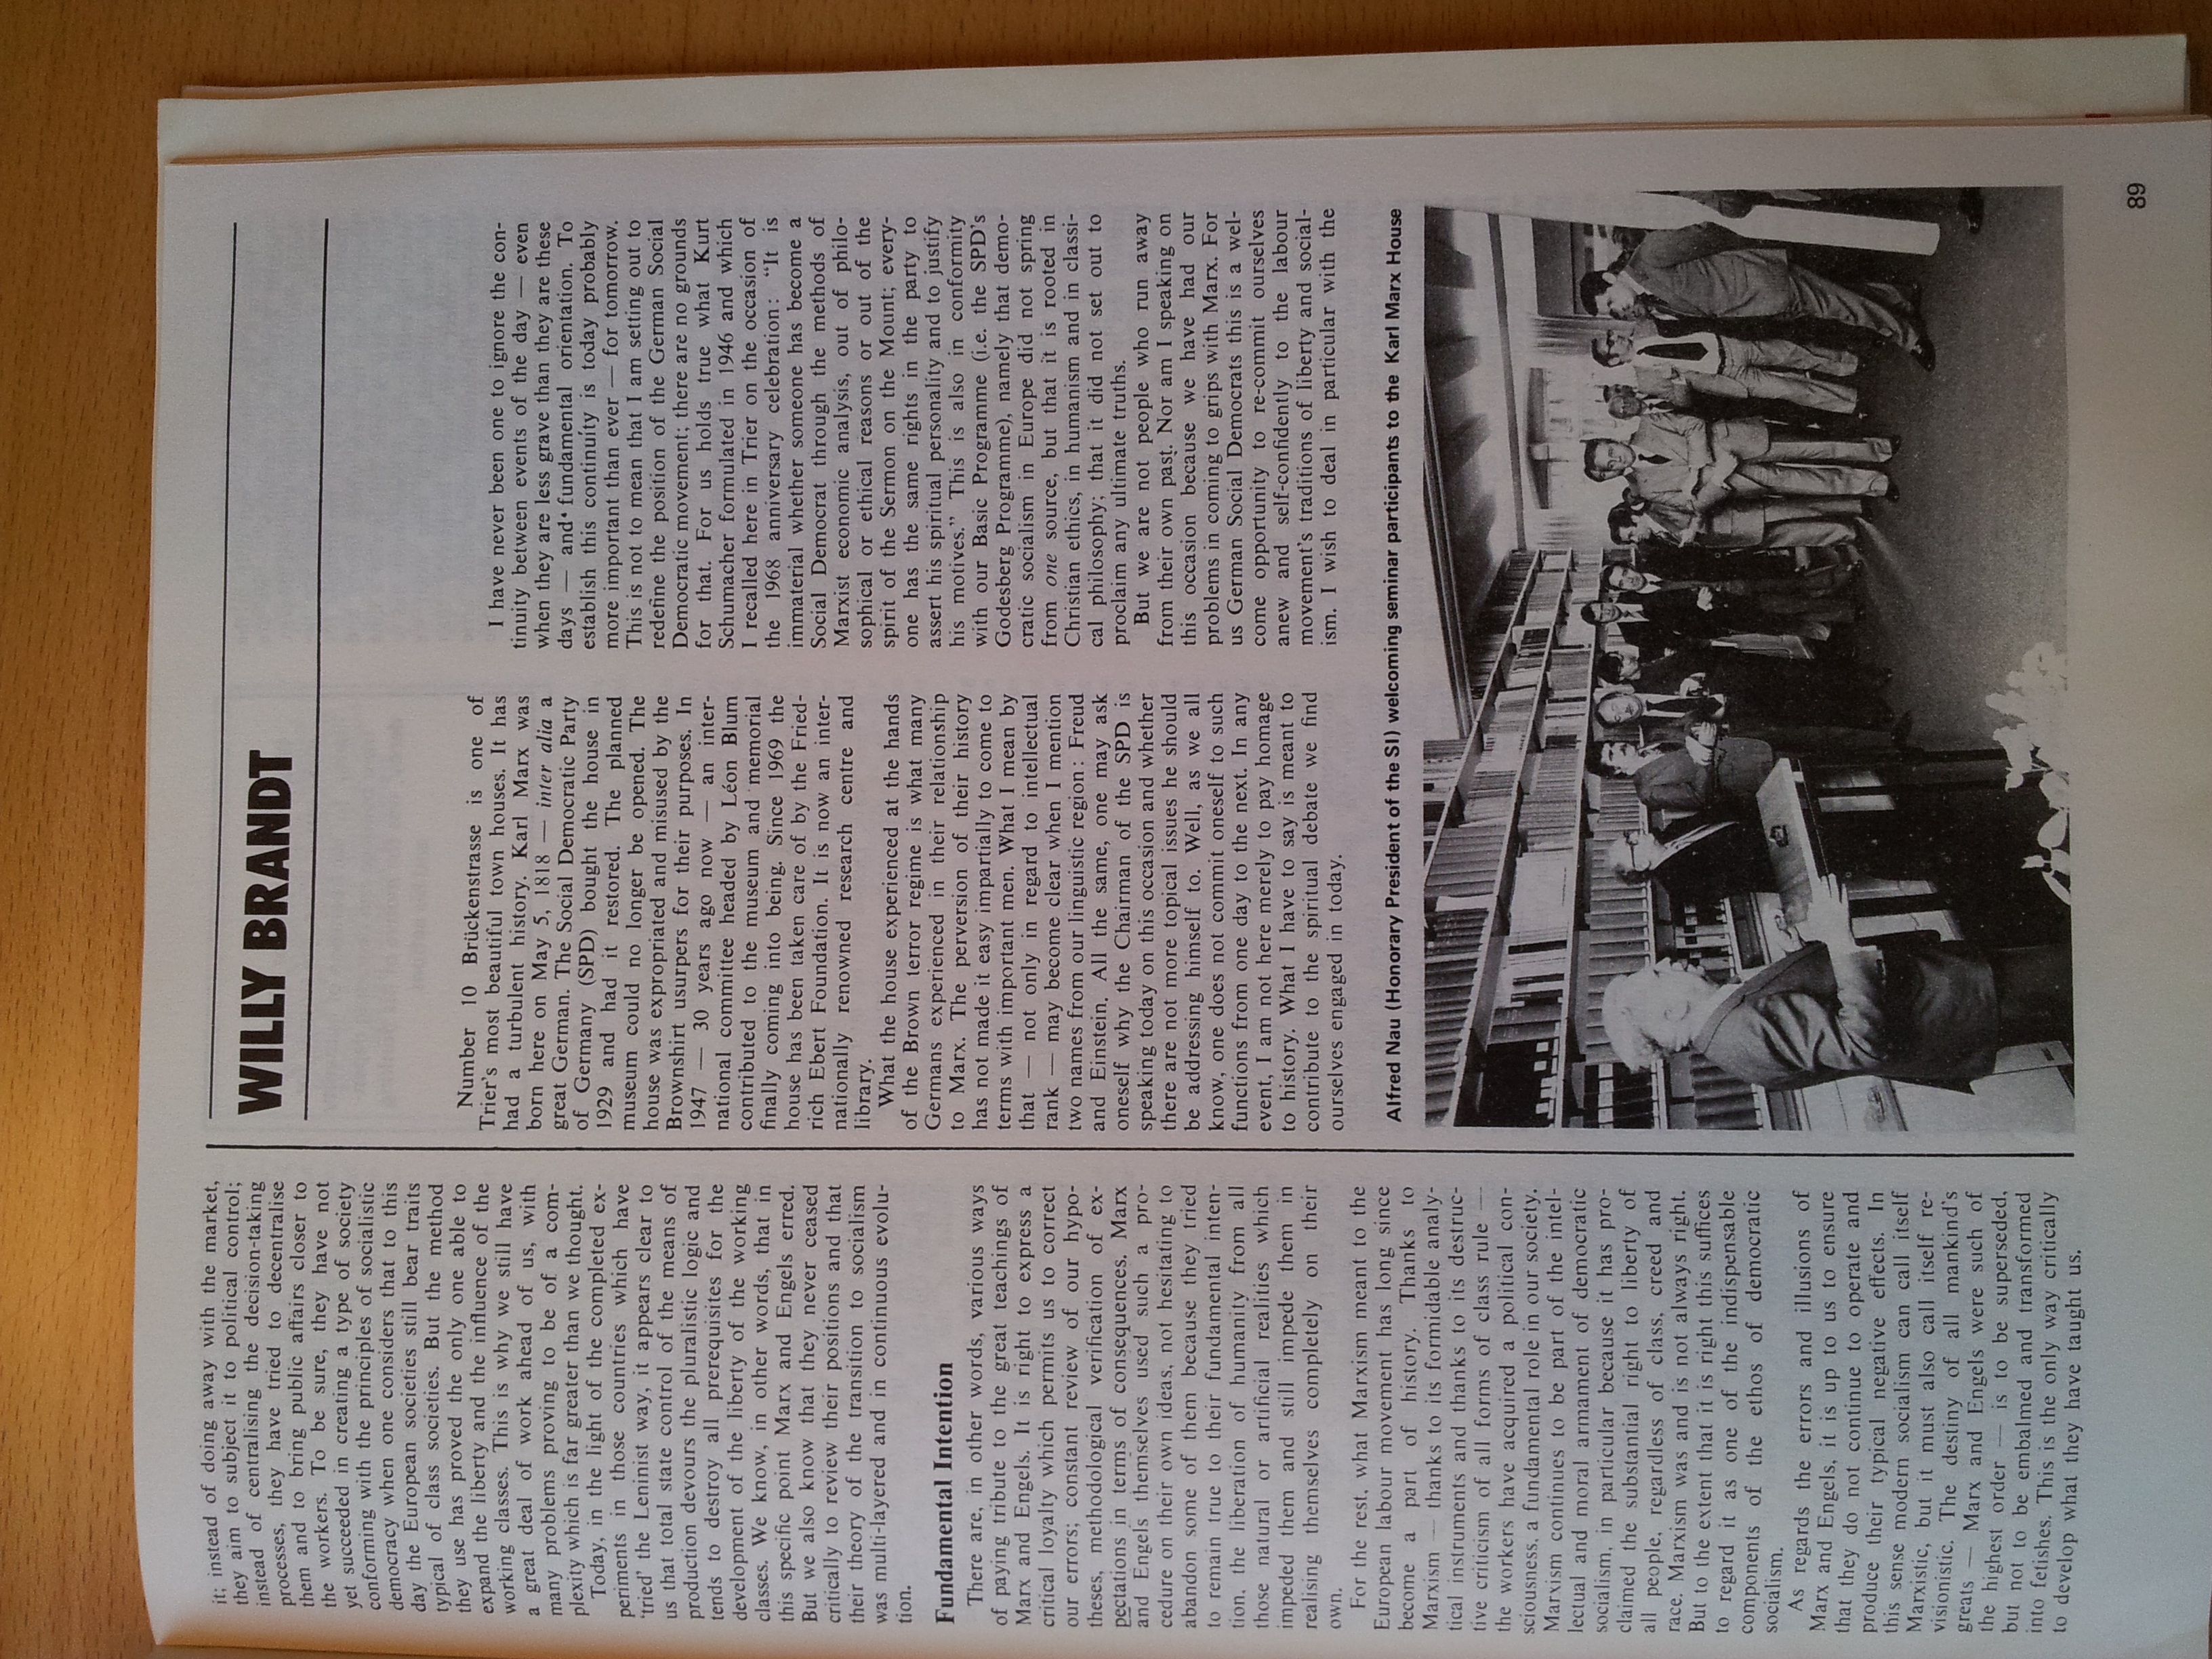 it; instead of doing away with the market,
they aim to subject it to political control;
instead of centralising the decision-taking
processes, they have tried to decentralise
them and to bring public affairs closer to
the workers. To be sure, they have not
yet succeeded in creating a type of society
conforming with the principles of socialistic
democracy when one considers that to this
day the European societies still bear traits
typical of class societies. But the method
they use has proved the only one able to
expand the liberty and the influence of the
working classes. This is why we still have
a great deal of work ahead of us, with
many problems proving to be of a com-
plexity which is far greater than we thought.
Today, in the light of the completed ex-
periments in those countries which have
'tried' the Leninist way, it appears clear to
us that total state control of the means of
production devours the pluralistic logic and
tends to destroy all prerequisites for the
development of the liberty of the working
classes. We know, in other words, that in
this specific point Marx and Engels erred.
But we also know that they never ceased
critically to review their positions and that
their theory of the transition to socialism
was multi-layered and in continuous evolu-
tion.
Fundamental Intention
There are, in other words, various ways
of paying tribute to the great teachings of
Marx and Engels. It is right to express a
critical loyalty which permits us to correct
our errors; constant review of our hypo-
theses, methodological verification of ex-
pectations in terms of consequences. Marx
and Engels themselves used such a pro-
cedure on their own ideas, not hesitating to
abandon some of them because they tried
to remain true to their fundamental inten-
tion, the liberation of humanity from all
those natural or artificial realities which
impeded them and still impede them in
realising themselves completely on their
own.
For the rest, what Marxism meant to the
European labour movement has long since
become a part of history. Thanks to
Marxism — thanks to its formidable analy-
tical instruments and thanks to its destruc-
tive criticism of all forms of class rule —
the workers have acquired a political con-
sciousness, a fundamental role in our society.
Marxism continues to be part of the intel-
lectual and moral armament of democratic
socialism, in particular because it has pro-
claimed the substantial right to liberty of
all people, regardless of class, creed and
race. Marxism was and is not always right.
But to the extent that it is right this suffices
to regard it as one of the indispensable
components of the ethos of democratic
socialism.
As regards the errors and illusions of
Marx and Engels, it is up to us to ensure
that they do not continue to operate and
produce their typical negative effects. In
this sense modern socialism can call itself
Marxistic, but it must also call itself re-
visionistic. The destiny of all mankind's
greats — Marx and Engels were such of
the highest order — is to be superseded,
but not to be embalmed and transformed
into fetishes. This is the only way critically
to develop what they have taught us.
WILLY BRANDT
Number 10 Brückenstrasse is one of
Trier's most beautiful town houses. It has
had a turbulent history. Karl Marx was
born here on May 5, 1818 — inter alia a
great German. The Social Democratic Party
of Germany (SPD) bought the house in
1929 and had it restored. The planned
museum could no longer be opened. The
house was expropriated and misused by the
Brownshirt usurpers for their purposes. In
1947 — 30 years ago now — an inter-
national committee headed by Léon Blum
contributed to the museum and memorial
finally coming into being. Since 1969 the
house has been taken care of by the Fried-
rich Ebert Foundation. It is now an inter-
nationally renowned research centre and
library.
What the house experienced at the hands
of the Brown terror regime is what many
Germans experienced in their relationship
to Marx. The perversion of their history
has not made it easy impartially to come to
terms with important men. What I mean by
that — not only in regard to intellectual
rank — may become clear when I mention
two names from our linguistic region: Freud
and Einstein. All the same, one may ask
oneself why the Chairman of the SPD is
speaking today on this occasion and whether
there are not more topical issues he should
be addressing himself to. Well, as we all
know, one does not commit oneself to such
functions from one day to the next. In any
event, I am not here merely to pay homage
to history. What I have to say is meant to
contribute to the spiritual debate we find
ourselves engaged in today.
I have never been one to ignore the con-
tinuity between events of the day — even
when they are less grave than they are these
days — and fundamental orientation. To
establish this continuity is today probably
more important than ever — for tomorrow.
This is not to mean that I am setting out to
redefine the position of the German Social
Democratic movement; there are no grounds
for that. For us holds true what Kurt
Schumacher formulated in 1946 and which
I recalled here in Trier on the occasion of
the 1968 anniversary celebration: "It is
immaterial whether someone has become a
Social Democrat through the methods of
Marxist economic analysis, out of philo-
sophical or ethical reasons or out of the
spirit of the Sermon on the Mount; every-
one has the same rights in the party to
assert his spiritual personality and to justify
his motives." This is also in conformity
with our Basic Programme (i.e. the SPD's
Godesberg Programme), namely that demo-
cratic socialism in Europe did not spring
from one source, but that it is rooted in
Christian ethics, in humanism and in classi-
cal philosophy; that it did not set out to
proclaim any ultimate truths.
But we are not people who run away
from their own past. Nor am I speaking on
this occasion because we have had our
problems in coming to grips with Marx. For
us German Social Democrats this is a wel-
come opportunity to re-commit ourselves
anew and self-confidently to the labour
movement's traditions of liberty and social-
ism. I wish to deal in particular with the
Alfred Nau (Honorary President of the SI) welcoming seminar participants to the Karl Marx House
89